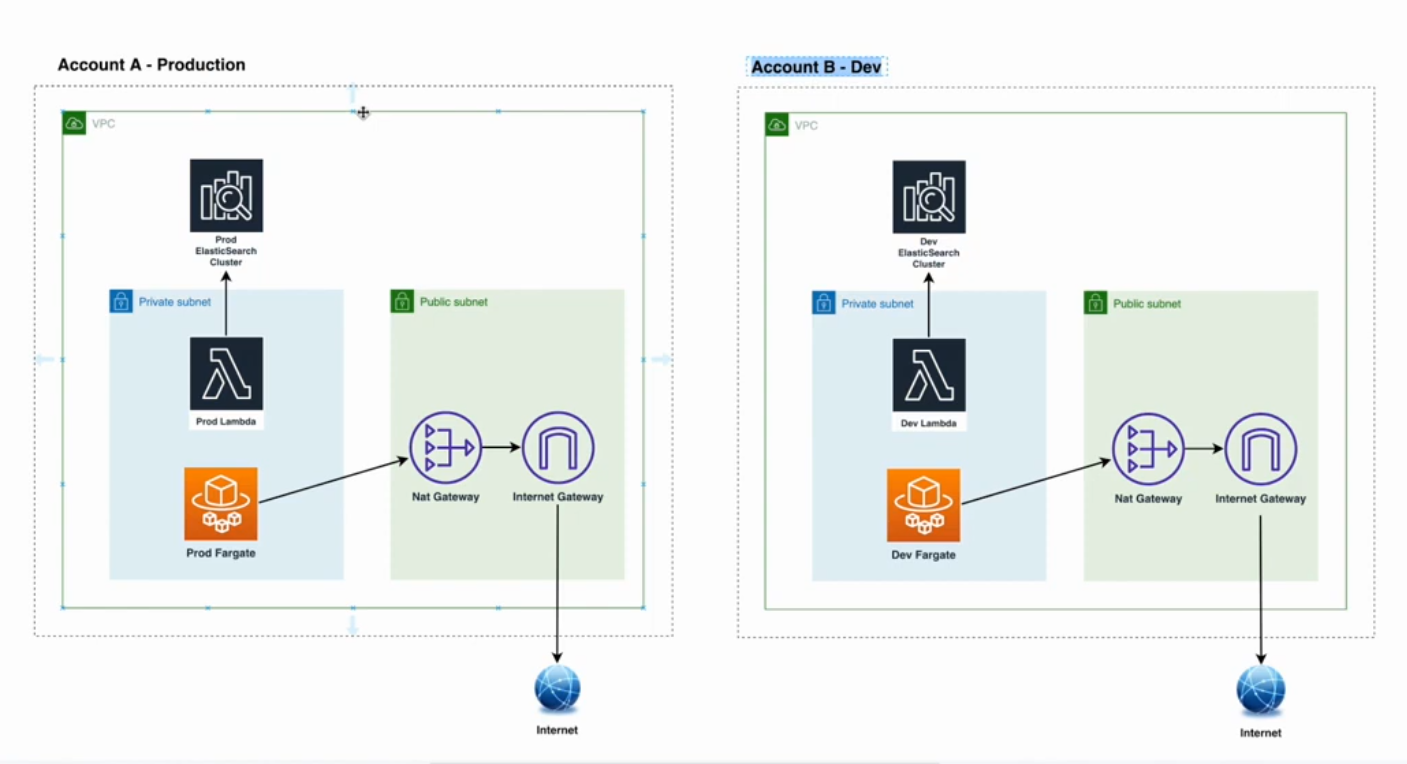 Account A - Production
VPC
Prod
ElasticSearch
Cluster
Private subnet
Prod Lambda
Prod Fargate
Public subnet
Nat Gateway
Internet Gateway
Internet
Account B - Dev
VPC
Dev
ElasticSearch
Cluster
Private subnet
Dev Lambda
Dev Fargate
Public subnet
Nat Gateway
Internet Gateway
Internet